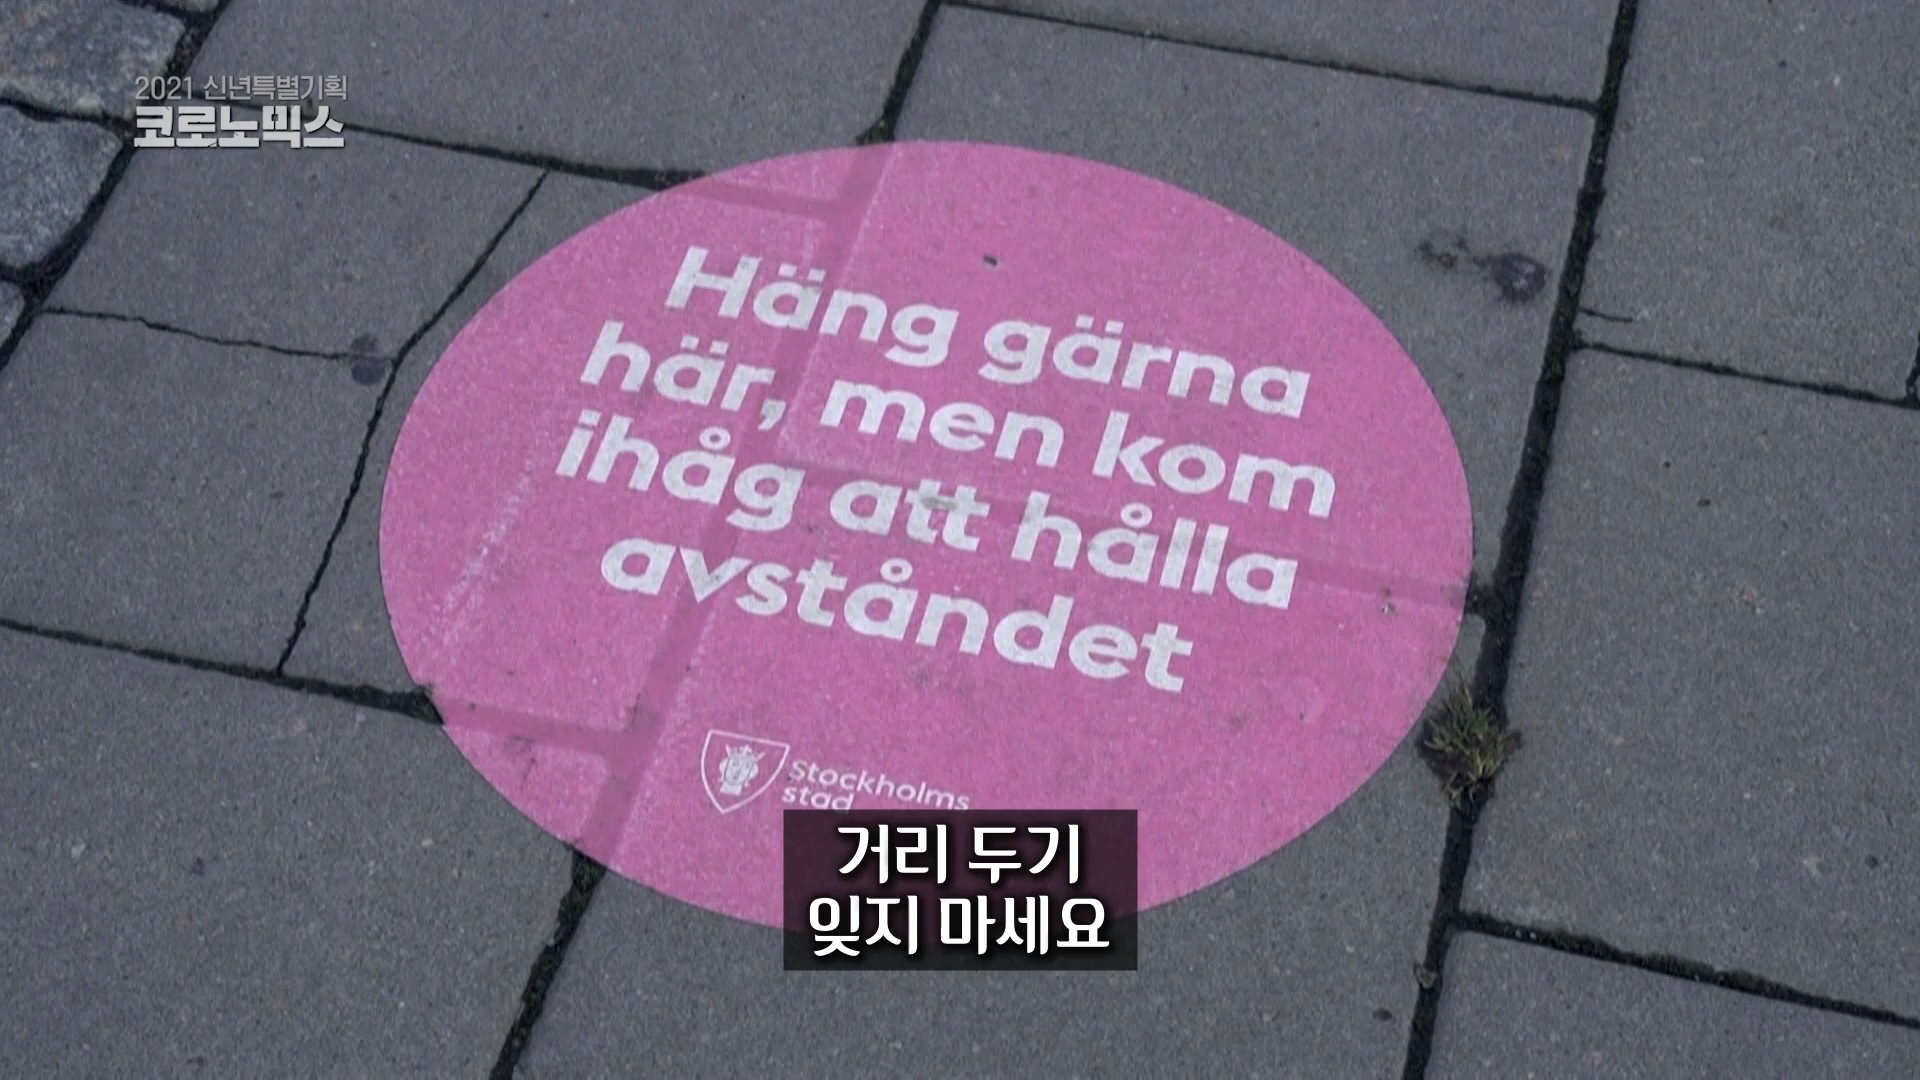 2021 신년특별기획
코로노믹스
Häng gärna
här, men kom
ihåg att hålla
avståndet
Stockholms
stad
거리 두기
잊지 마세요